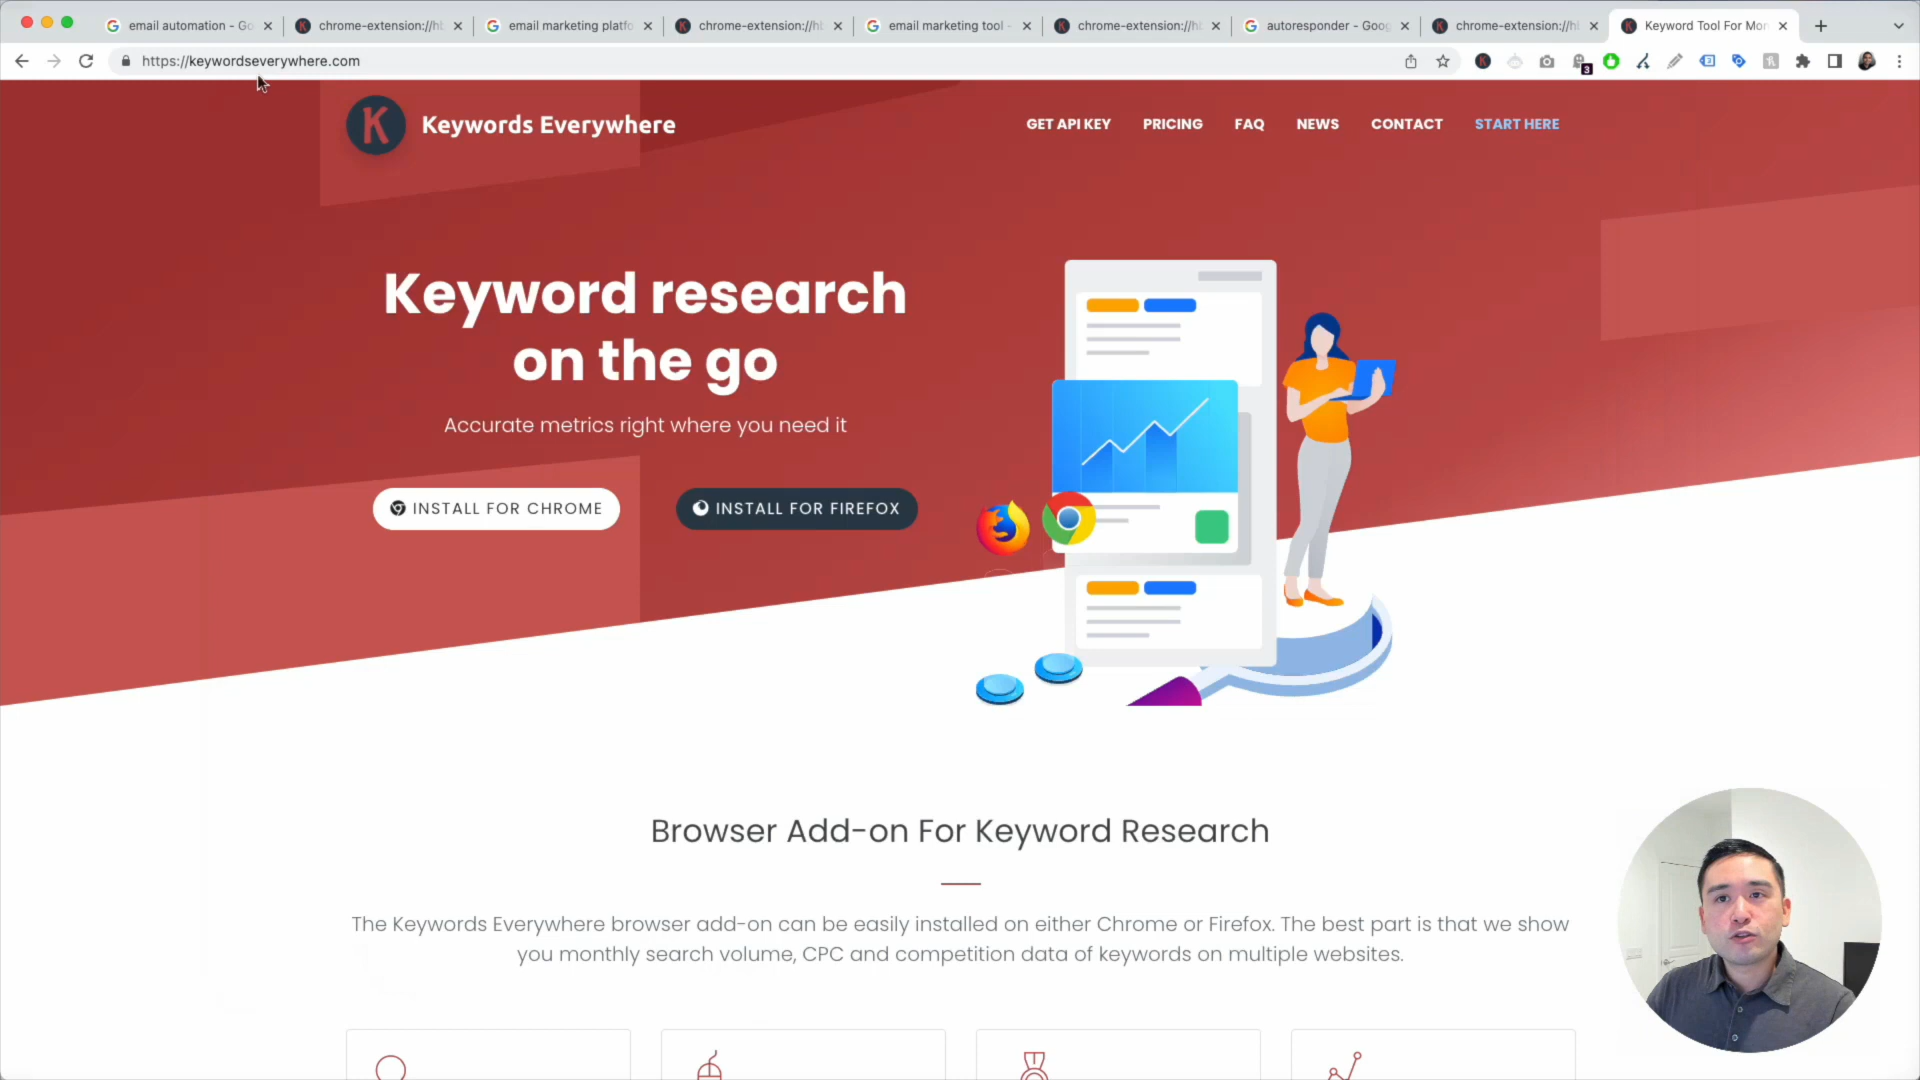 email automation - Go
chrome-extension://h
email marketing platfo
chrome-extension://h
email marketing tool -
chrome-extension://h
autoresponder - Goog
chrome-extension://h
Keyword Tool For Mon
https://keywordseverywhere.com
3
K
Keywords Everywhere
GET API KEY
PRICING
FAQ
NEWS
CONTACT
START HERE
Keyword research
on the go
Accurate metrics right where you need it
INSTALL FOR CHROME
INSTALL FOR FIREFOX
Browser Add-on For Keyword Research
The Keywords Everywhere browser add-on can be easily installed on either Chrome or Firefox. The best part is that we show
you monthly search volume, CPC and competition data of keywords on multiple websites.